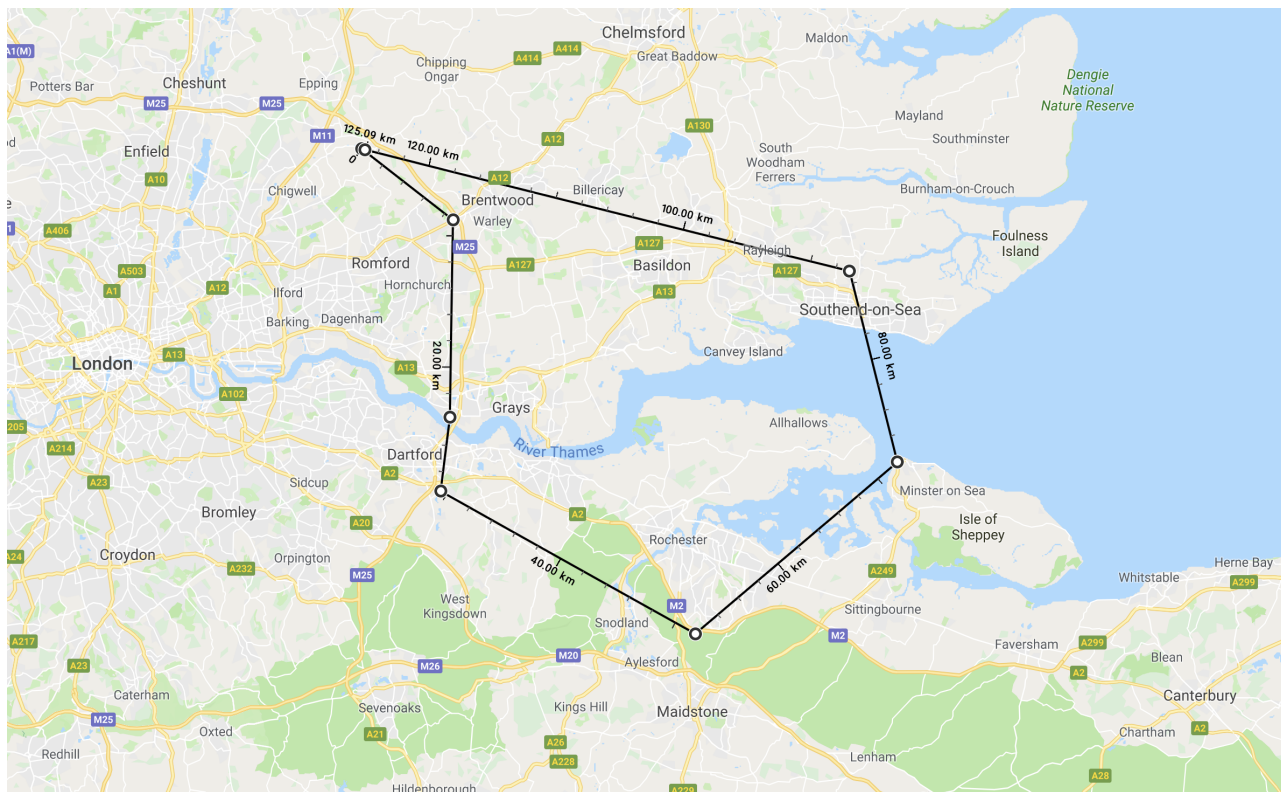 Chelmsford
Maldon
A1(M)
A414
A414
Great Baddow
Chipping
Ongar
Dengie
National
Nature Reserve
Potters Bar
Cheshunt
Epping
M25
M25
Mayland
M11
125.09 km
A130
A12
Southminster
120.00 km
Enfield
0
South
Woodham
Ferrers
A10
A12
Chigwell
Billericay
Burnham-on-Crouch
Brentwood
100.00 km
Warley
A406
M25
A127
Rayleigh
Foulness
Island
Romford
A127
Basildon
A127
A503
Hornchurch
A12
A1
Ilford
A13
Southend-on-Sea
Barking
Dagenham
A13
Canvey Island
80.00 km
London
20.00 km
A13
A102
Grays
Allhallows
205
A214
River Thames
Dartford
A2
A23
Sidcup
Minster on Sea
Bromley
A2
A20
Isle of
Sheppey
Rochester
A24
Croydon
Orpington
A232
40.00 km
60.00 km
A249
M25
Herne Bay
Whitstable
A299
West
Kingsdown
M2
Sittingbourne
Snodland
M2
A217
A299
Faversham
M20
Blean
Aylesford
A23
M26
A2
Caterham
Canterbury
Sevenoaks
Kings Hill
Maidstone
M25
Oxted
A21
A2
Chartham
A26
Redhill
Lenham
A228
A28
Hildenborough
A229